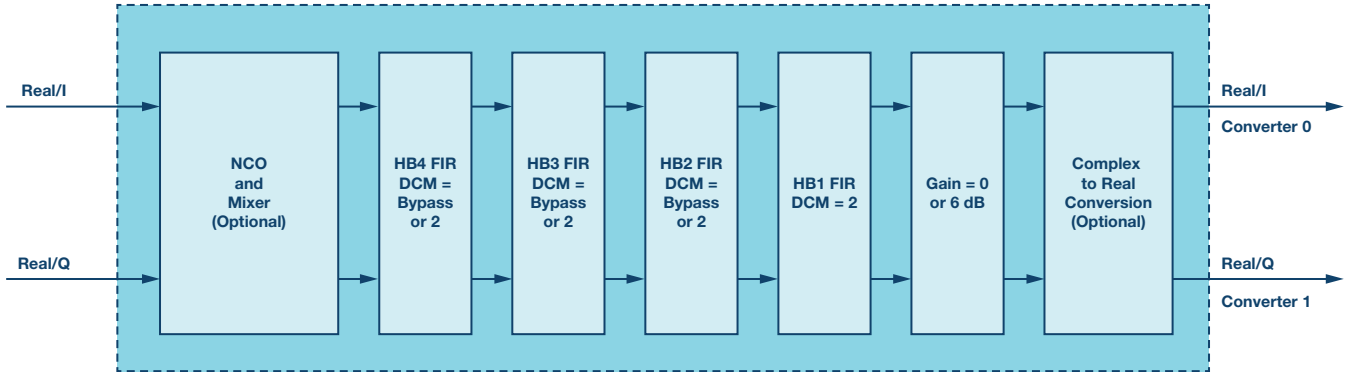 Real/I
Real/Q
NCO
and
Mixer
(Optional)
HB4 FIR
DCM =
Bypass
or 2
HB3 FIR
DCM =
Bypass
or 2
HB2 FIR
DCM =
Bypass
or 2
HB1 FIR
DCM = 2
Gain = 0
or 6 dB
Complex
to Real
Conversion
(Optional)
Real/I
Converter 0
Real/Q
Converter 1